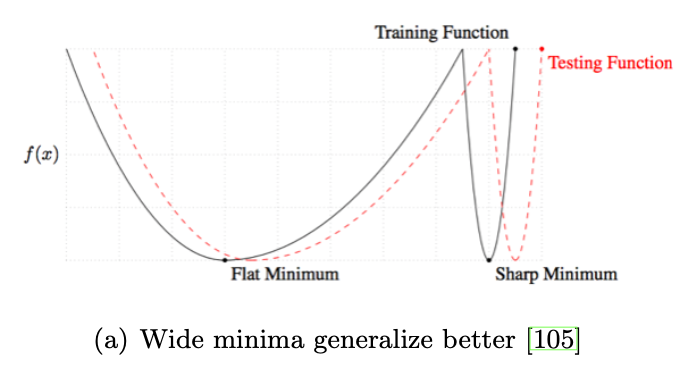 Training Function
Testing Function
f(x)
Flat Minimum
Sharp Minimum
(a) Wide minima generalize better [105]